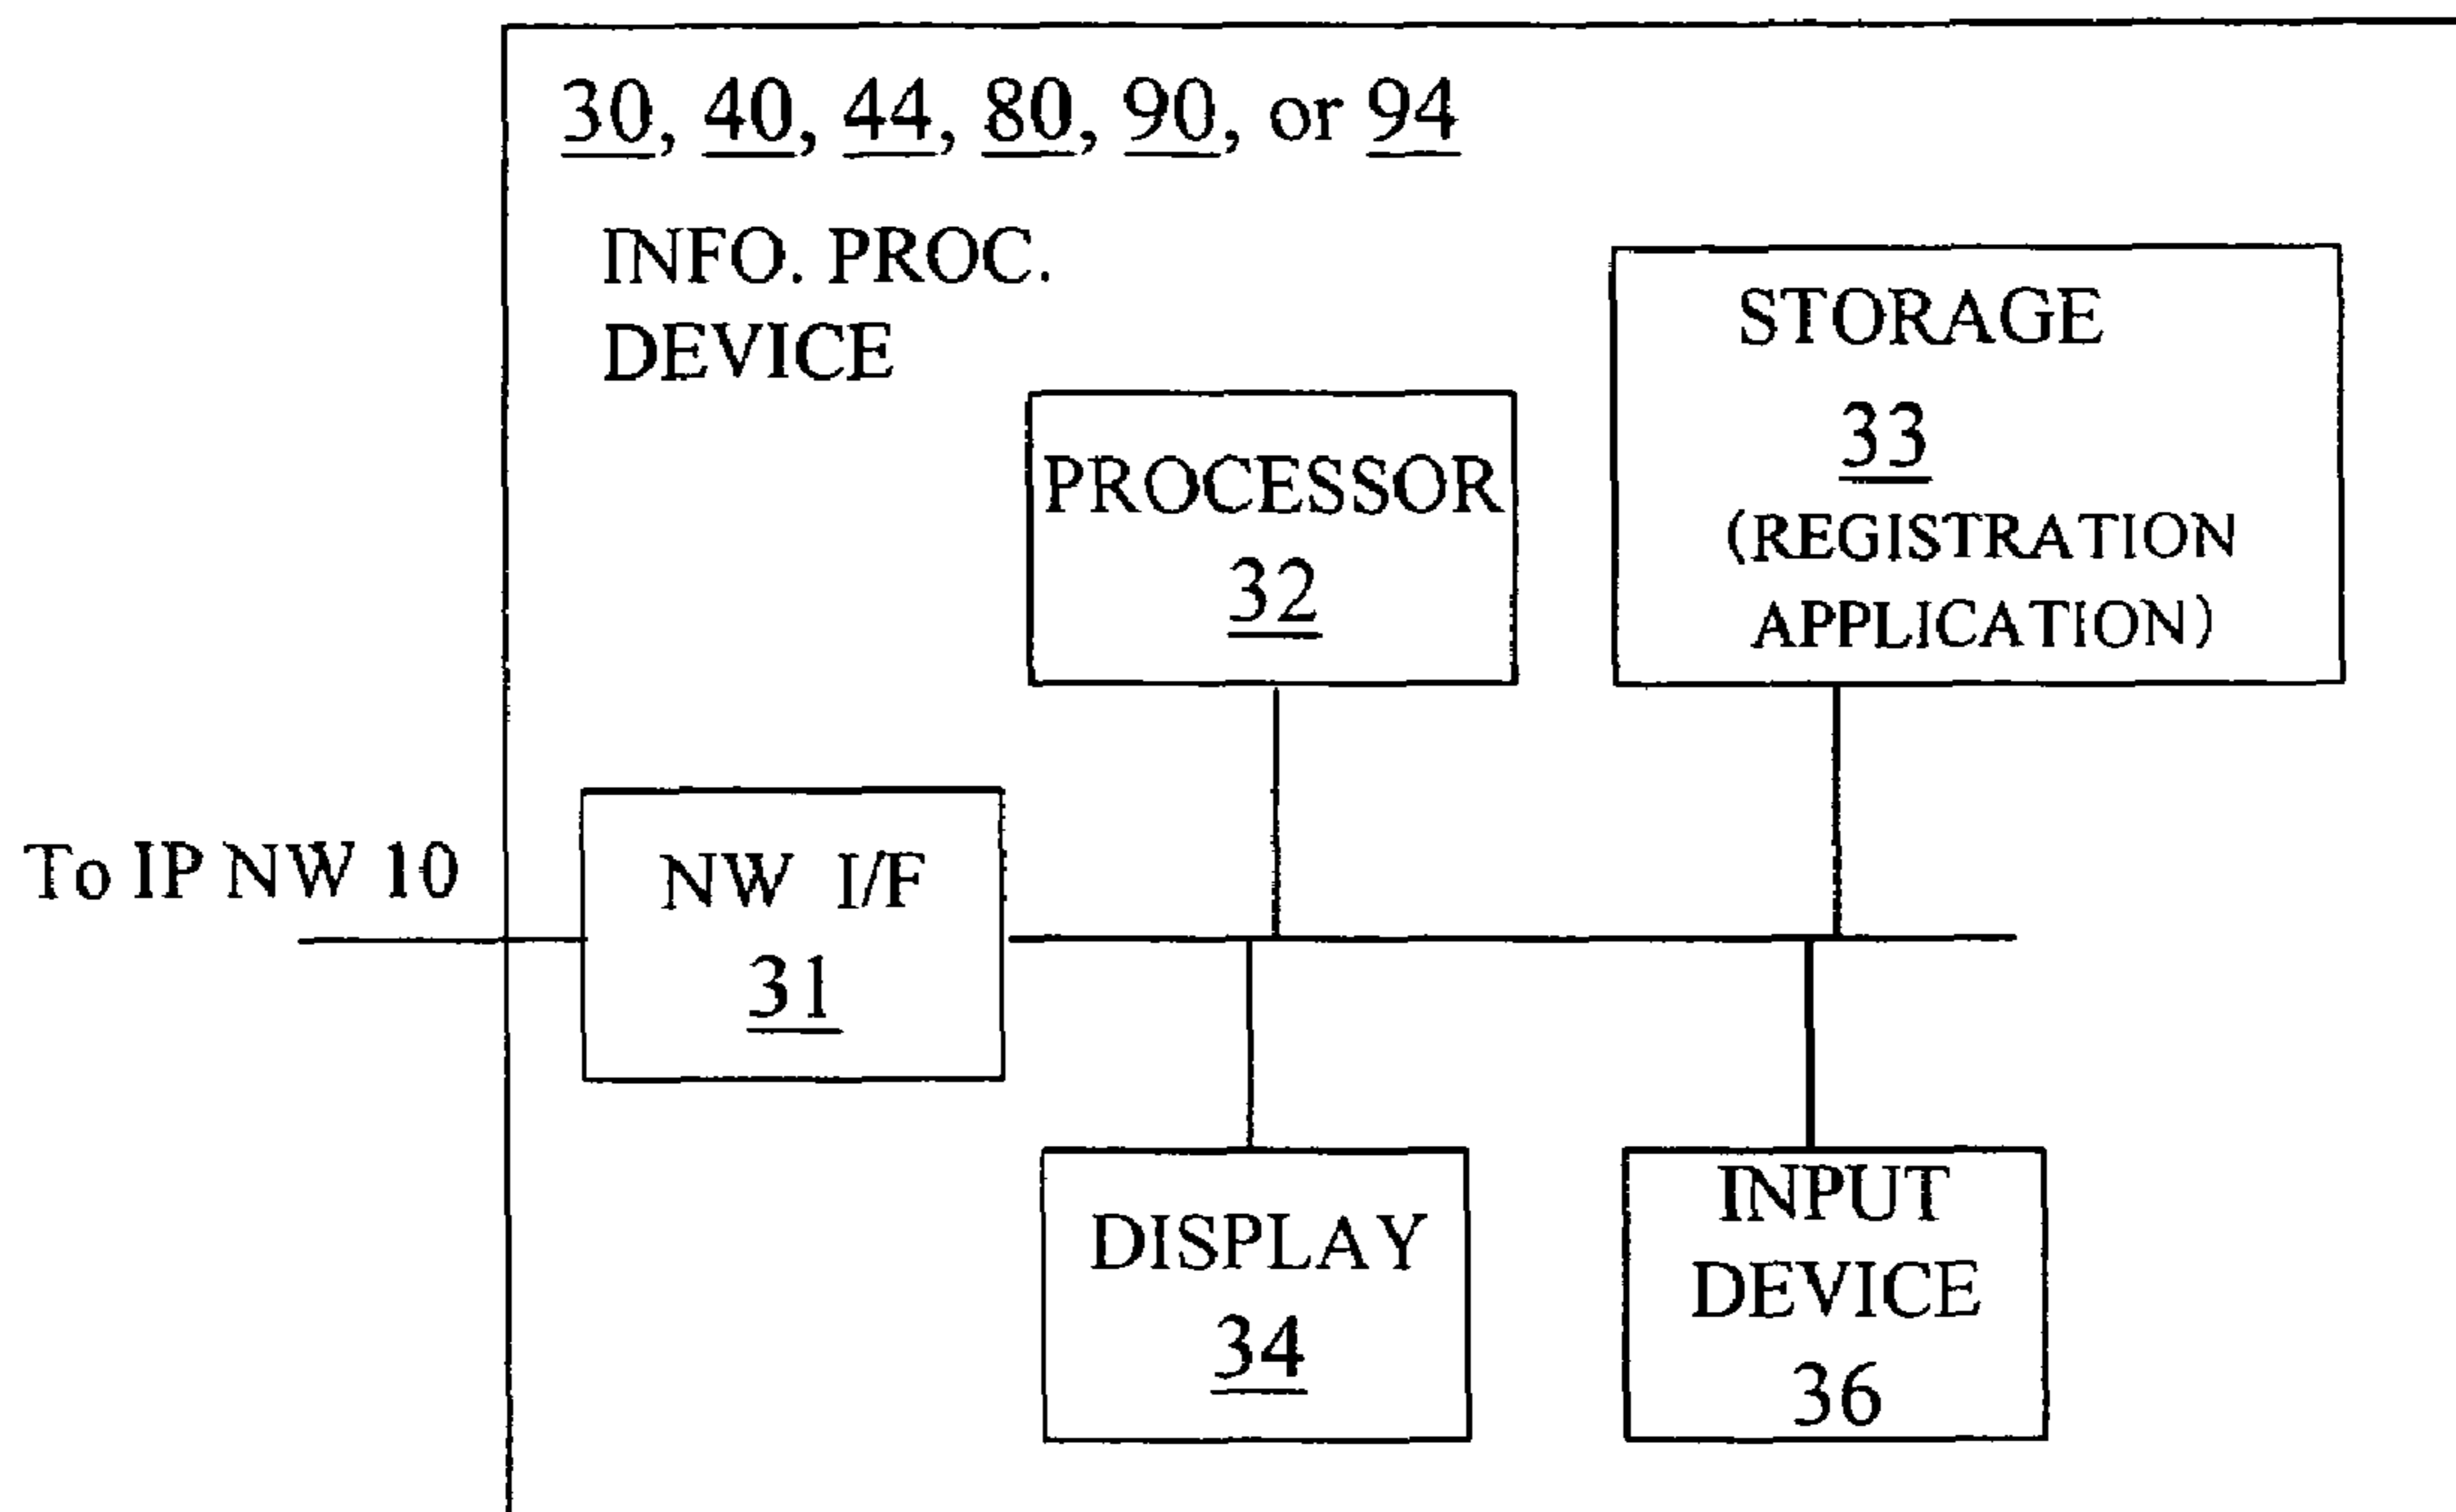 30, 40, 44, 80, 90, or 94
INFO. PROC.
DEVICE
STORAGE
33
(REGISTRATION
APPLICATION)
PROCESSOR
32
To IP NW 10
NW I/F
31
DISPLAY
34
INPUT
DEVICE
36